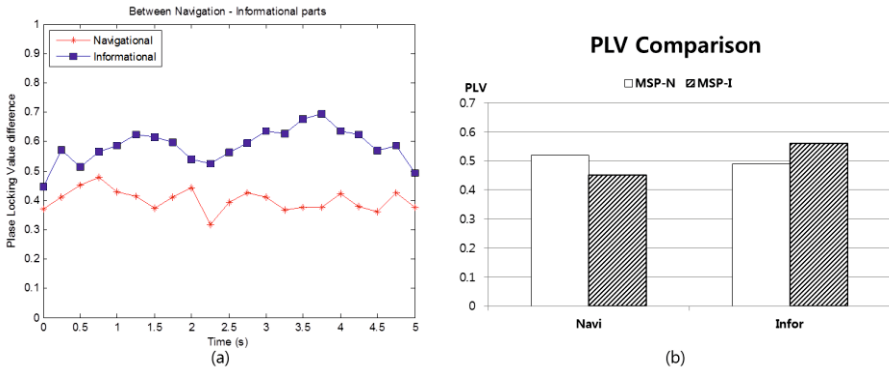 Between Navigation - Informational parts
Navigational
Informational
Plase Locking Value difference
1
0.9
0.8
0.7
0.6
0.5
0.4
0.3
0.2
0.1
0
0 0.5 1 1.5 2 2.5 3 3.5 4 4.5 5
Time (s)
(a)
PLV Comparison
PLV
MSP-N MSP-I
0.7
0.6
0.5
0.4
0.3
0.2
0.1
0
Navi Infor
(b)